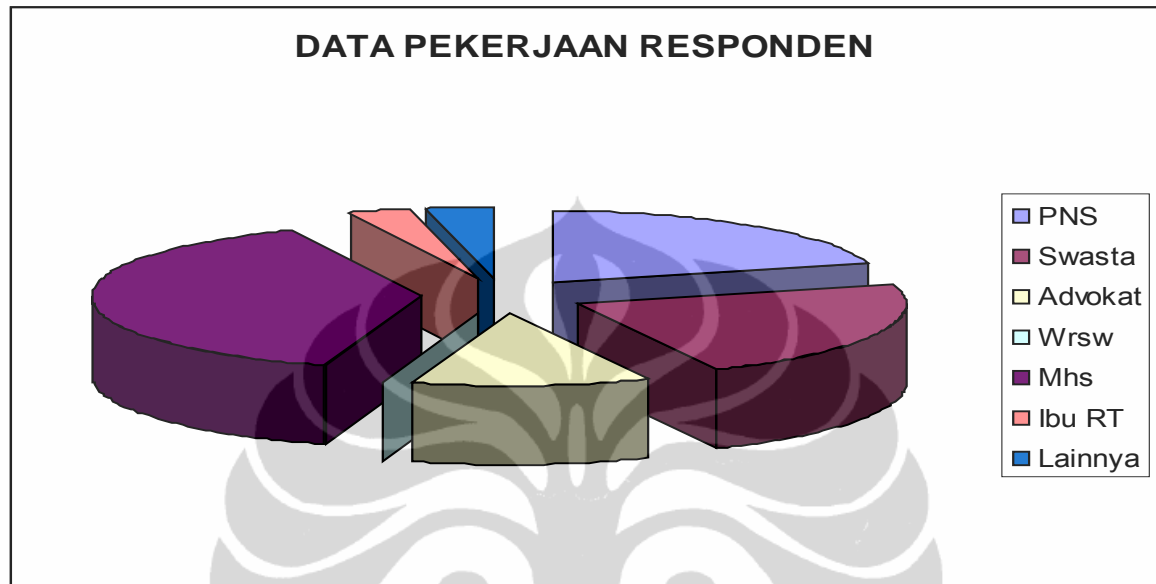 DATA PEKERJAAN RESPONDEN
PNS
Swasta
Advokat
Wrsw
Mhs
Ibu RT
Lainnya